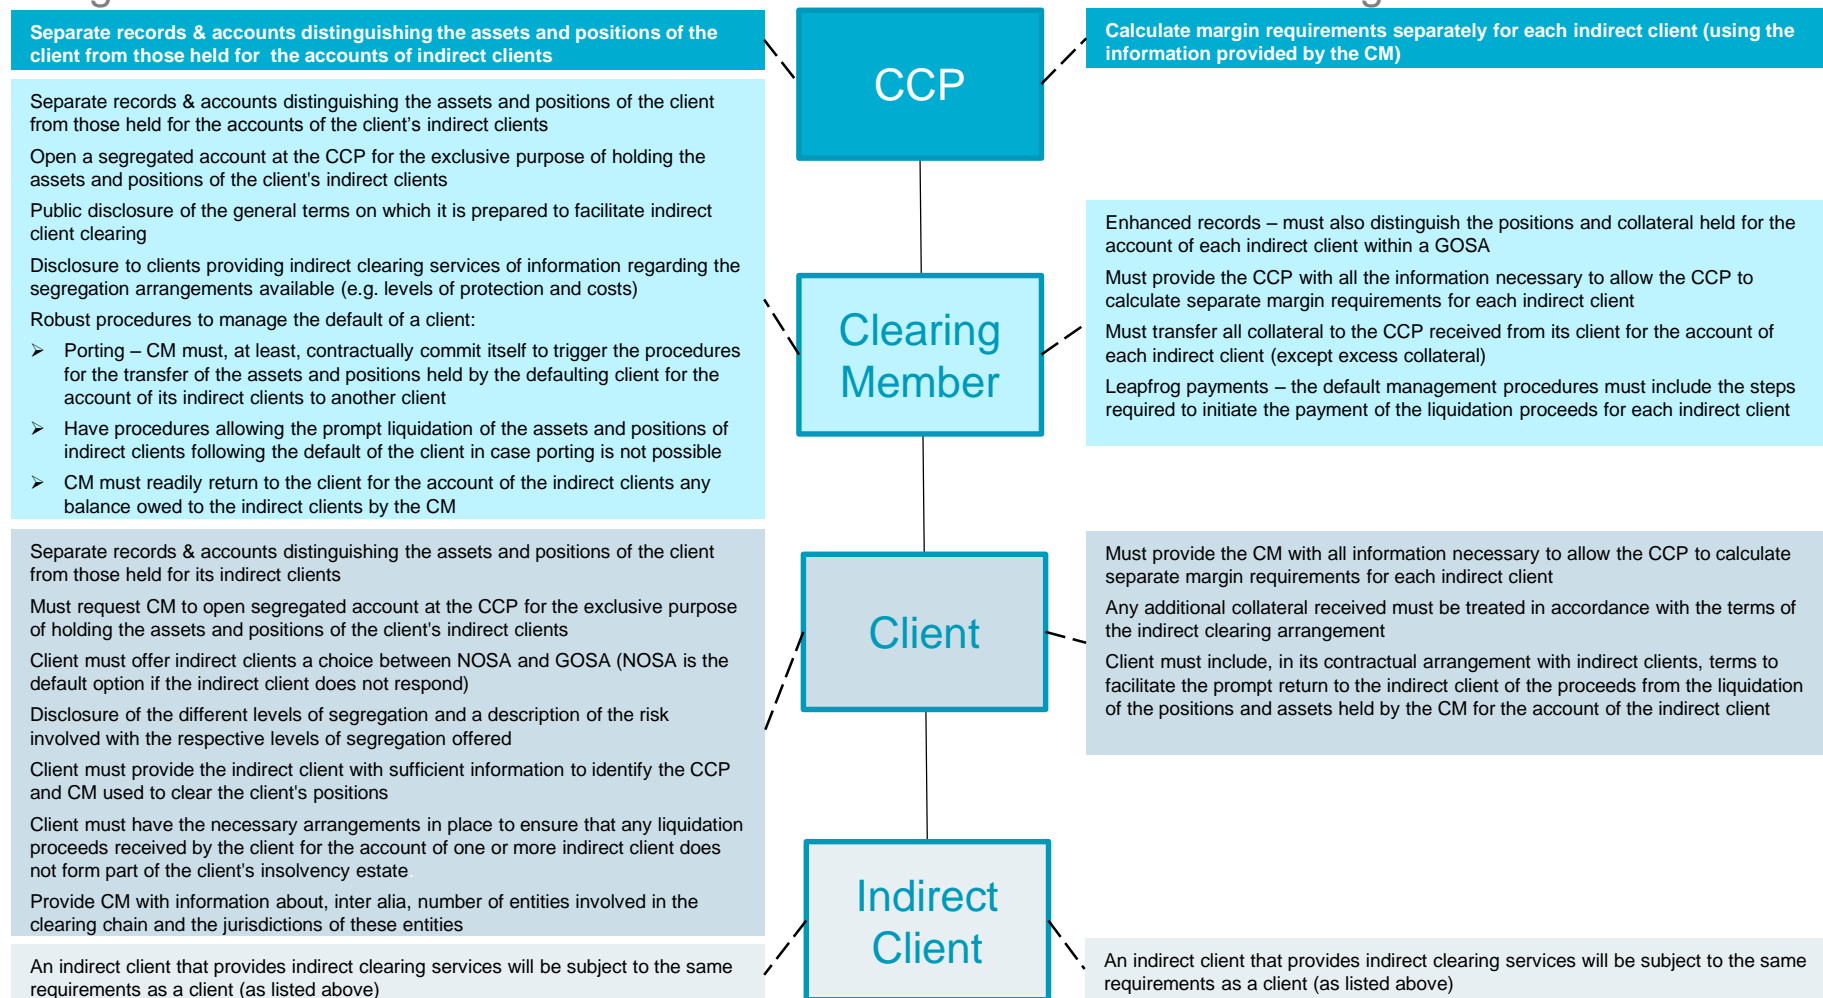 Separate records & accounts distinguishing the assets and positions of the
client from those held for the accounts of indirect clients
Separate records & accounts distinguishing the assets and positions of the client
from those held for the accounts of the client's indirect clients
Open a segregated account at the CCP for the exclusive purpose of holding the
assets and positions of the client's indirect clients
Public disclosure of the general terms on which it is prepared to facilitate indirect
client clearing
Disclosure to clients providing indirect clearing services of information regarding the
segregation arrangements available (e.g. levels of protection and costs)
Robust procedures to manage the default of a client:
➢ Porting – CM must, at least, contractually commit itself to trigger the procedures
for the transfer of the assets and positions held by the defaulting client for the
account of its indirect clients to another client
➢ Have procedures allowing the prompt liquidation of the assets and positions of
indirect clients following the default of the client in case porting is not possible
➢ CM must readily return to the client for the account of the indirect clients any
balance owed to the indirect clients by the CM
Separate records & accounts distinguishing the assets and positions of the client
from those held for its indirect clients
Must request CM to open segregated account at the CCP for the exclusive purpose
of holding the assets and positions of the client's indirect clients
Client must offer indirect clients a choice between NOSA and GOSA (NOSA is the
default option if the indirect client does not respond)
Disclosure of the different levels of segregation and a description of the risk
involved with the respective levels of segregation offered
Client must provide the indirect client with sufficient information to identify the CCP
and CM used to clear the client's positions
Client must have the necessary arrangements in place to ensure that any liquidation
proceeds received by the client for the account of one or more indirect client does
not form part of the client's insolvency estate
Provide CM with information about, inter alia, number of entities involved in the
clearing chain and the jurisdictions of these entities
An indirect client that provides indirect clearing services will be subject to the same
requirements as a client (as listed above)
CCP
Clearing
Member
Client
Indirect
Client
Calculate margin requirements separately for each indirect client (using the
information provided by the CM)
Enhanced records – must also distinguish the positions and collateral held for the
account of each indirect client within a GOSA
Must provide the CCP with all the information necessary to allow the CCP to
calculate separate margin requirements for each indirect client
Must transfer all collateral to the CCP received from its client for the account of
each indirect client (except excess collateral)
Leapfrog payments – the default management procedures must include the steps
required to initiate the payment of the liquidation proceeds for each indirect client
Must provide the CM with all information necessary to allow the CCP to calculate
separate margin requirements for each indirect client
Any additional collateral received must be treated in accordance with the terms of
the indirect clearing arrangement
Client must include, in its contractual arrangement with indirect clients, terms to
facilitate the prompt return to the indirect client of the proceeds from the liquidation
of the positions and assets held by the CM for the account of the indirect client
An indirect client that provides indirect clearing services will be subject to the same
requirements as a client (as listed above)